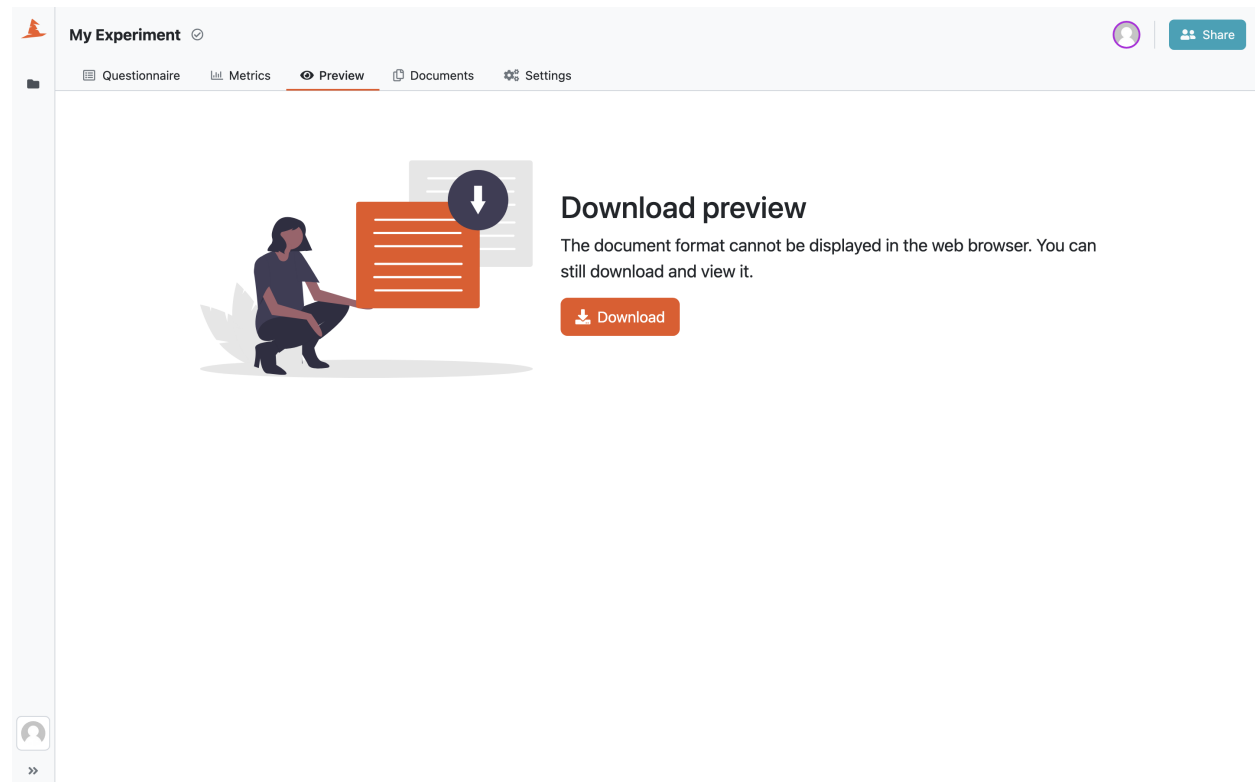 My Experiment
Share
Questionnaire
Metrics
Preview
Documents
Settings
Download preview
The document format cannot be displayed in the web browser. You can
still download and view it.
Download